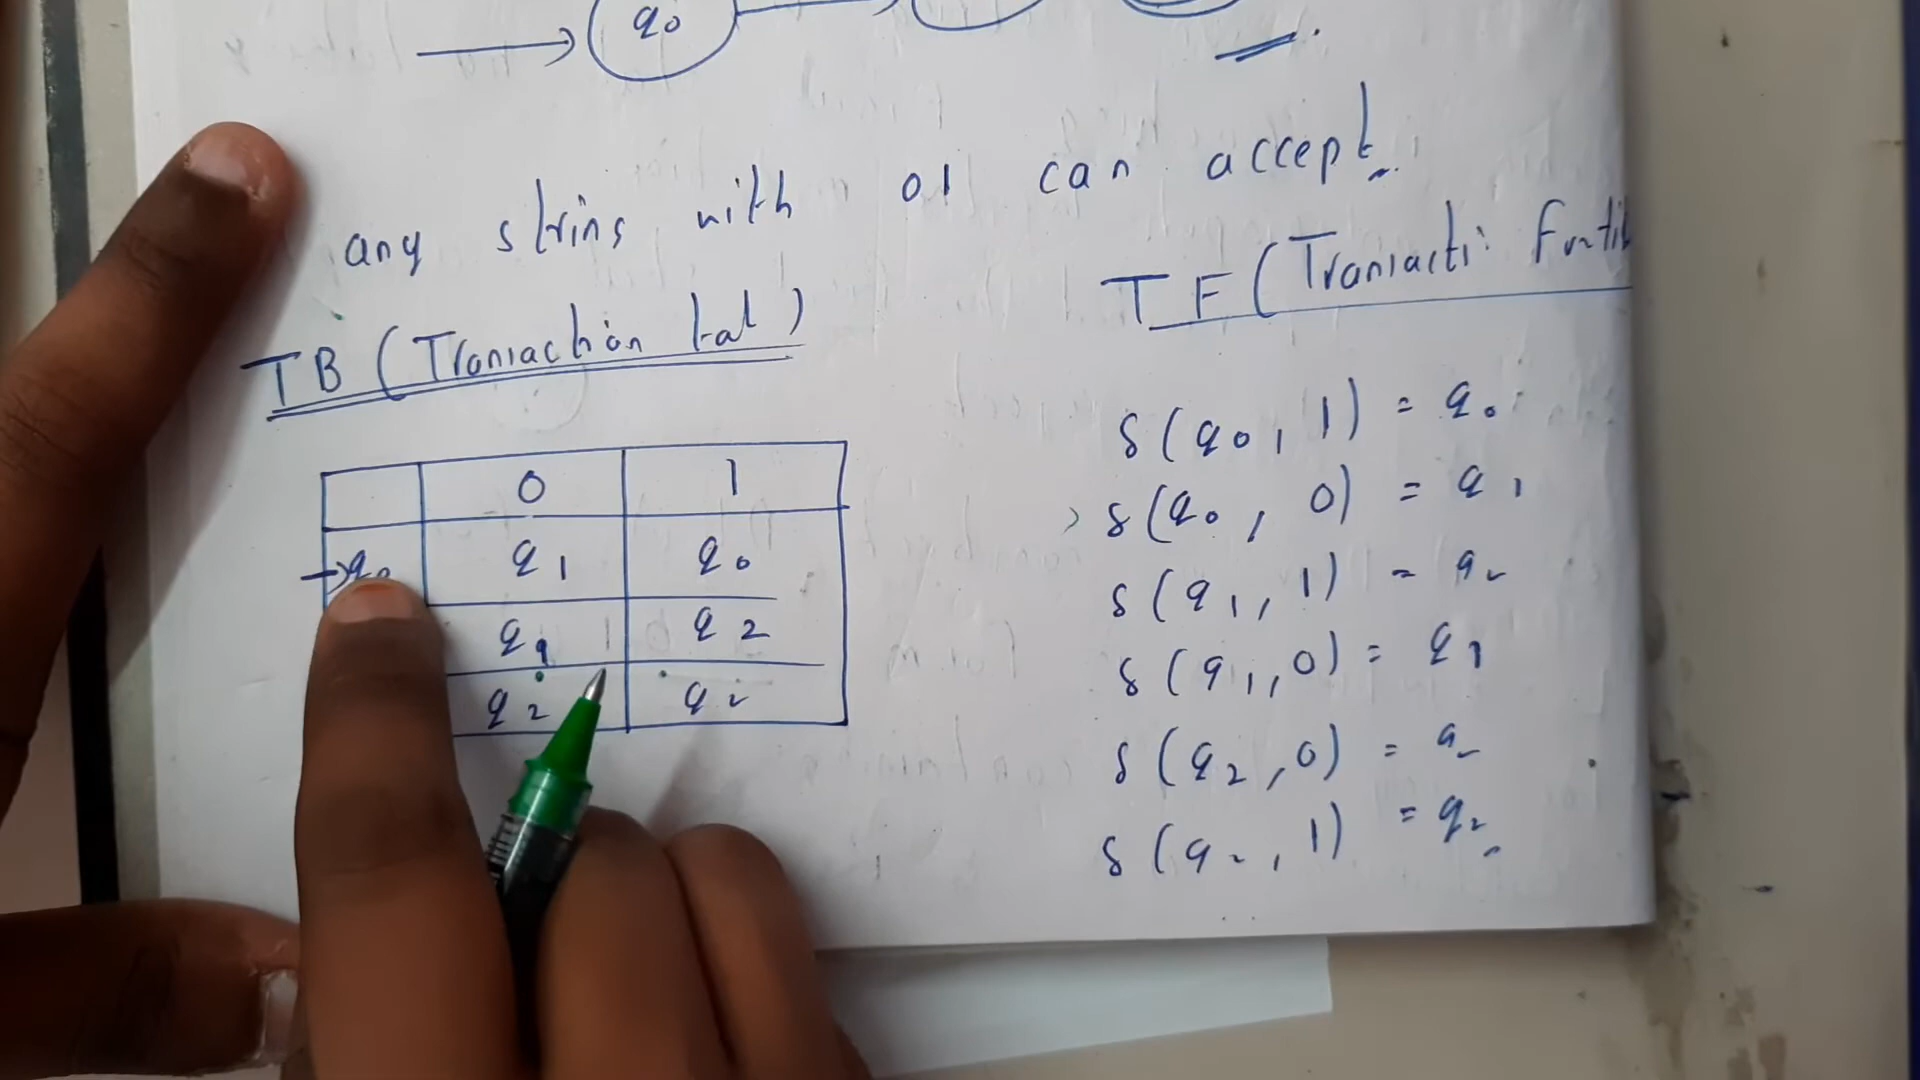 q0
any string with 01 can accept.
TB (Transaction tab)
TF (Transacti. Functi
0 1
→q0 q1 q0
q1 q2
q2 q2
δ(q0, 1) = q0
δ(q0, 0) = q1
δ(q1, 1) = q2
δ(q1, 0) = q1
δ(q2, 0) = q2
δ(q2, 1) = q2